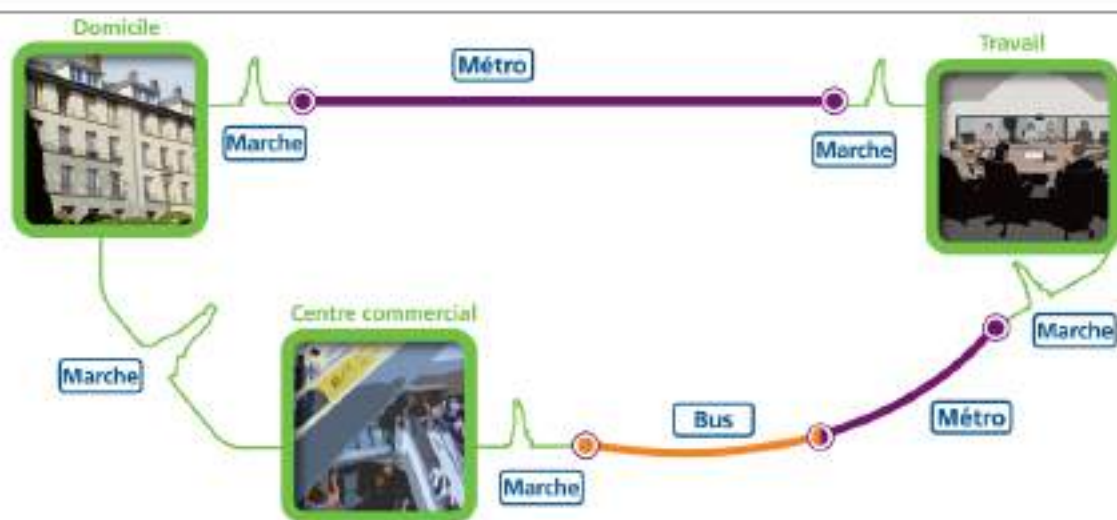 Domicile
Métro
Travail
Marche
Marche
Centre commercial
Marche
Marche
Bus
Métro
Marche